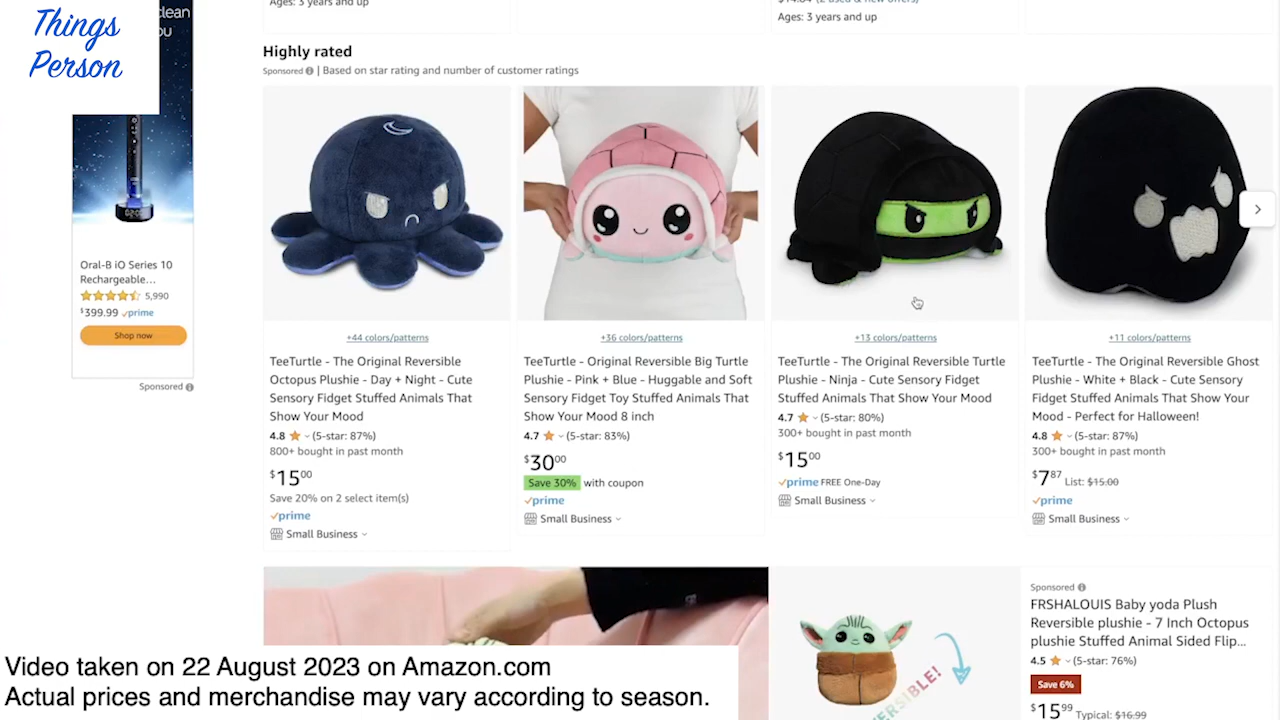 clean
ou
Things
Person
Ages: 3 years and up
Ages: 3 years and up
Highly rated
Sponsored | Based on star rating and number of customer ratings
Oral-B iO Series 10
Rechargeable...
5,990
$399.99 prime
Shop now
Sponsored
+44 colors/patterns
TeeTurtle - The Original Reversible
Octopus Plushie - Day + Night - Cute
Sensory Fidget Stuffed Animals That
Show Your Mood
4.8 (5-star: 87%)
800+ bought in past month
$15.00
Save 20% on 2 select item(s)
prime
Small Business
+36 colors/patterns
TeeTurtle - Original Reversible Big Turtle
Plushie - Pink + Blue - Huggable and Soft
Sensory Fidget Toy Stuffed Animals That
Show Your Mood 8 inch
4.7 (5-star: 83%)
$30.00
Save 30% with coupon
prime
Small Business
+13 colors/patterns
TeeTurtle - The Original Reversible Turtle
Plushie - Ninja - Cute Sensory Fidget
Stuffed Animals That Show Your Mood
4.7 (5-star: 80%)
300+ bought in past month
$15.00
prime FREE One-Day
Small Business
+11 colors/patterns
TeeTurtle - The Original Reversible Ghost
Plushie - White + Black - Cute Sensory
Fidget Stuffed Animals That Show Your
Mood - Perfect for Halloween!
4.8 (5-star: 87%)
300+ bought in past month
$7.87 List: $15.00
prime
Small Business
ERSIBLE!
Sponsored
FRSHALOUIS Baby yoda Plush
Reversible plushie - 7 Inch Octopus
plushie Stuffed Animal Sided Flip...
4.5 (5-star: 76%)
Save 6%
$15.99 Typical: $16.99
Video taken on 22 August 2023 on Amazon.com
Actual prices and merchandise may vary according to season.